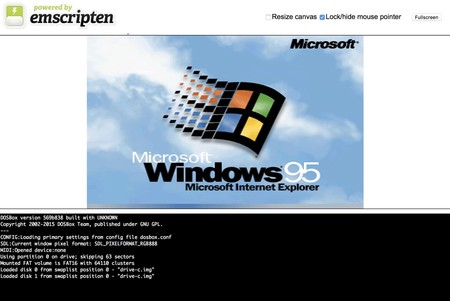 powered by
emscripten
Resize canvas
Lock/hide mouse pointer
Fullscreen
Microsoft
Microsoft
Windows 95
Microsoft Internet Explorer
DOSBox version 569b838 built with UNKNOWN
Copyright 2002-2015 DOSBox Team, published under GNU GPL.
---
CONFIG:Loading primary settings from config file dosbox.conf
SDL:Current window pixel format: SDL_PIXELFORMAT_RGB888
MIDI:Opened device:none
Using partition 0 on drive; skipping 63 sectors
Mounted FAT volume is FAT16 with 64110 clusters
Loaded disk 0 from swaplist position 0 - "drive-c.img"
Loaded disk 1 from swaplist position 0 - "drive-c.img"